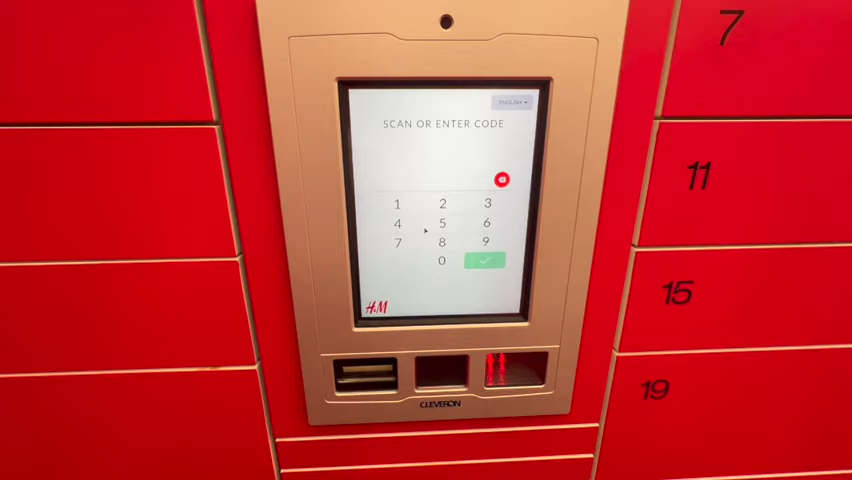 ENGLISH
SCAN OR ENTER CODE
1 2 3
4 5 6
7 8 9
0
H&M
CLEVERON
7
11
15
19